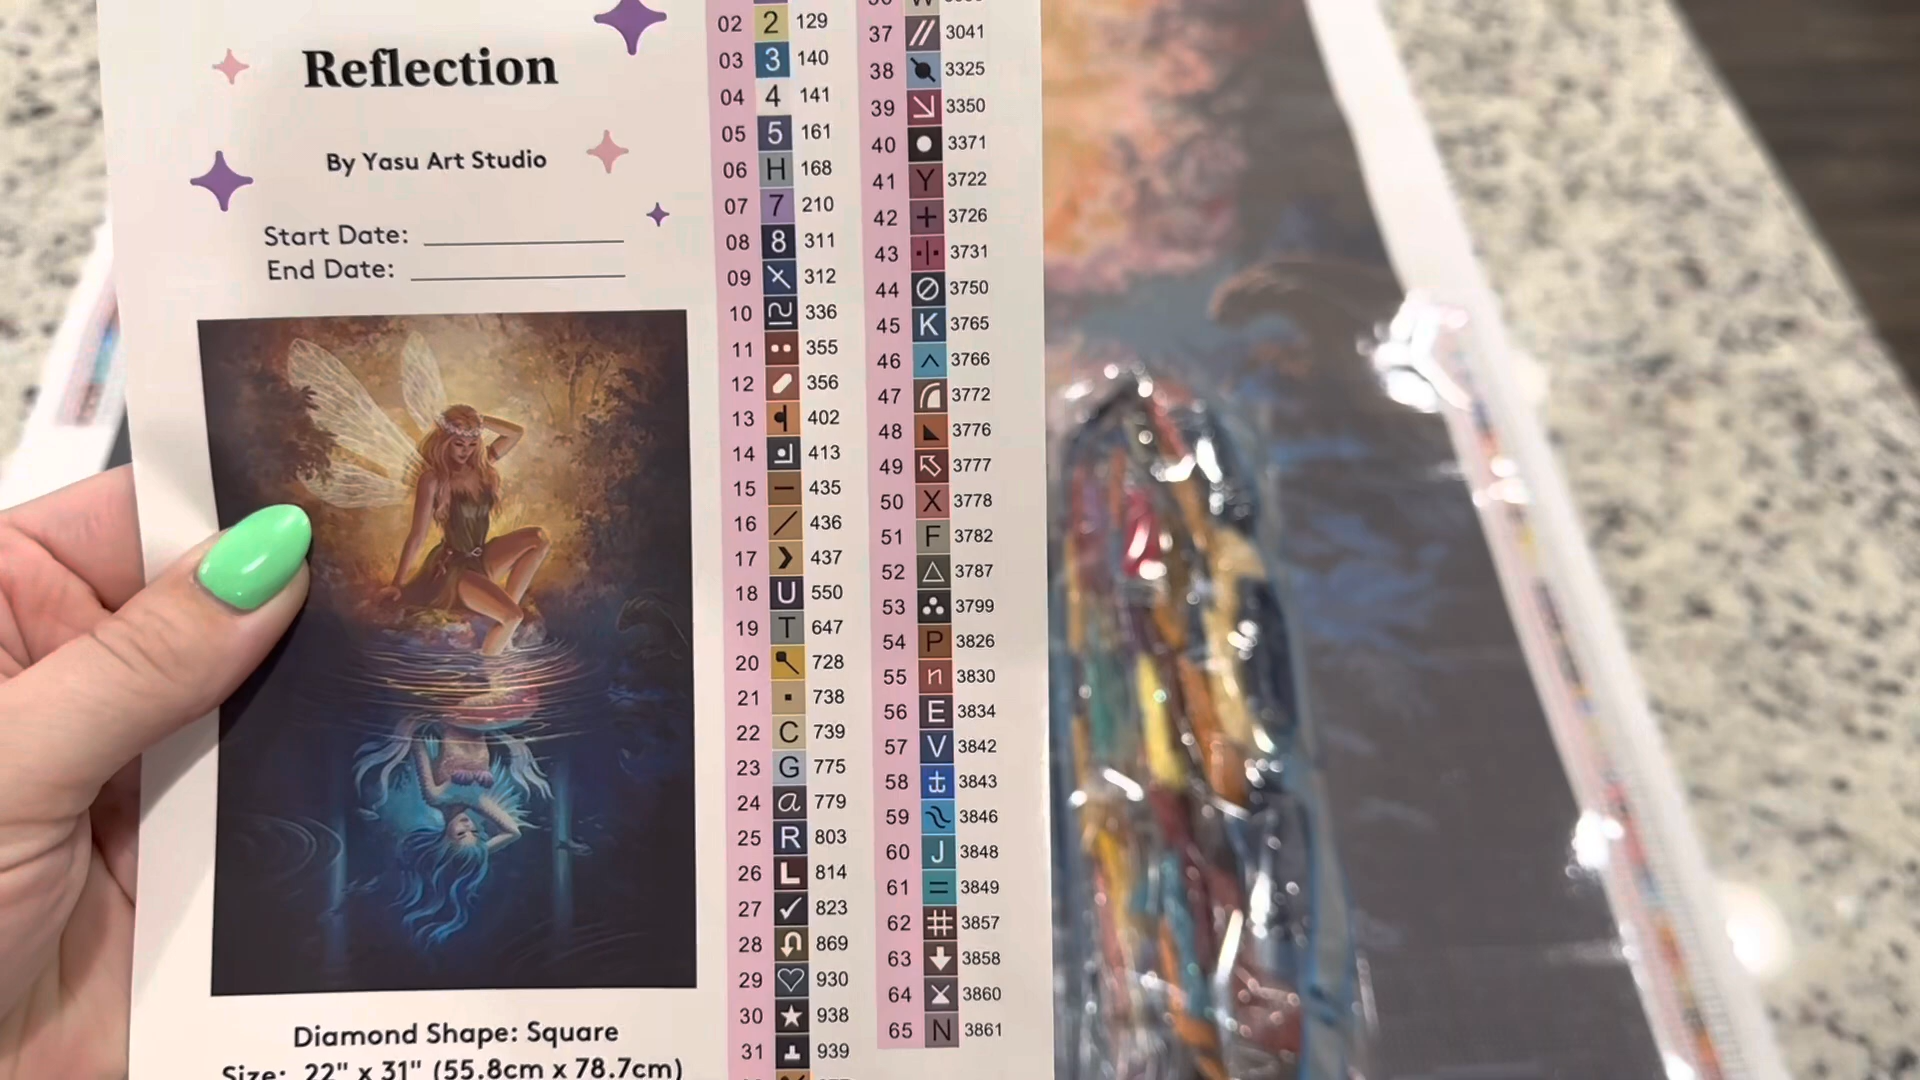 Reflection
By Yasu Art Studio
Start Date:
End Date:
Diamond Shape: Square
Size: 22" x 31" (55.8cm x 78.7cm)
02 2 129
03 3 140
04 4 141
05 5 161
06 H 168
07 7 210
08 8 311
09 312
10 336
11 355
12 356
13 402
14 413
15 435
16 436
17 437
18 U 550
19 T 647
20 728
21 738
22 C 739
23 G 775
24 a 779
25 R 803
26 L 814
27 ✓ 823
28 869
29 ♡ 930
30 ★ 938
31 939
37 // 3041
38 3325
39 3350
40 3371
41 Y 3722
42 + 3726
43 3731
44 3750
45 K 3765
46 ^ 3766
47 3772
48 3776
49 3777
50 X 3778
51 F 3782
52 △ 3787
53 3799
54 P 3826
55 n 3830
56 E 3834
57 V 3842
58 ⚓ 3843
59 3846
60 J 3848
61 = 3849
62 # 3857
63 3858
64 3860
65 N 3861